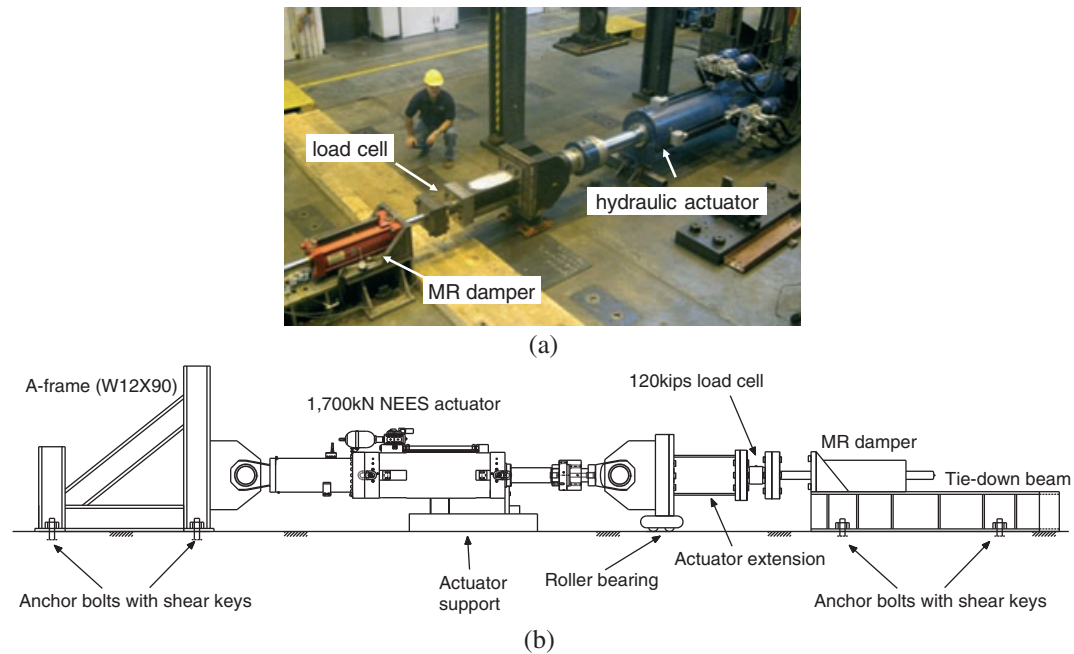 load cell
hydraulic actuator
MR damper
(a)
120kips load cell
A-frame (W12X90)
1,700kN NEES actuator
MR damper
Tie-down beam
Actuator extension
Roller bearing
Actuator
support
Anchor bolts with shear keys
Anchor bolts with shear keys
(b)